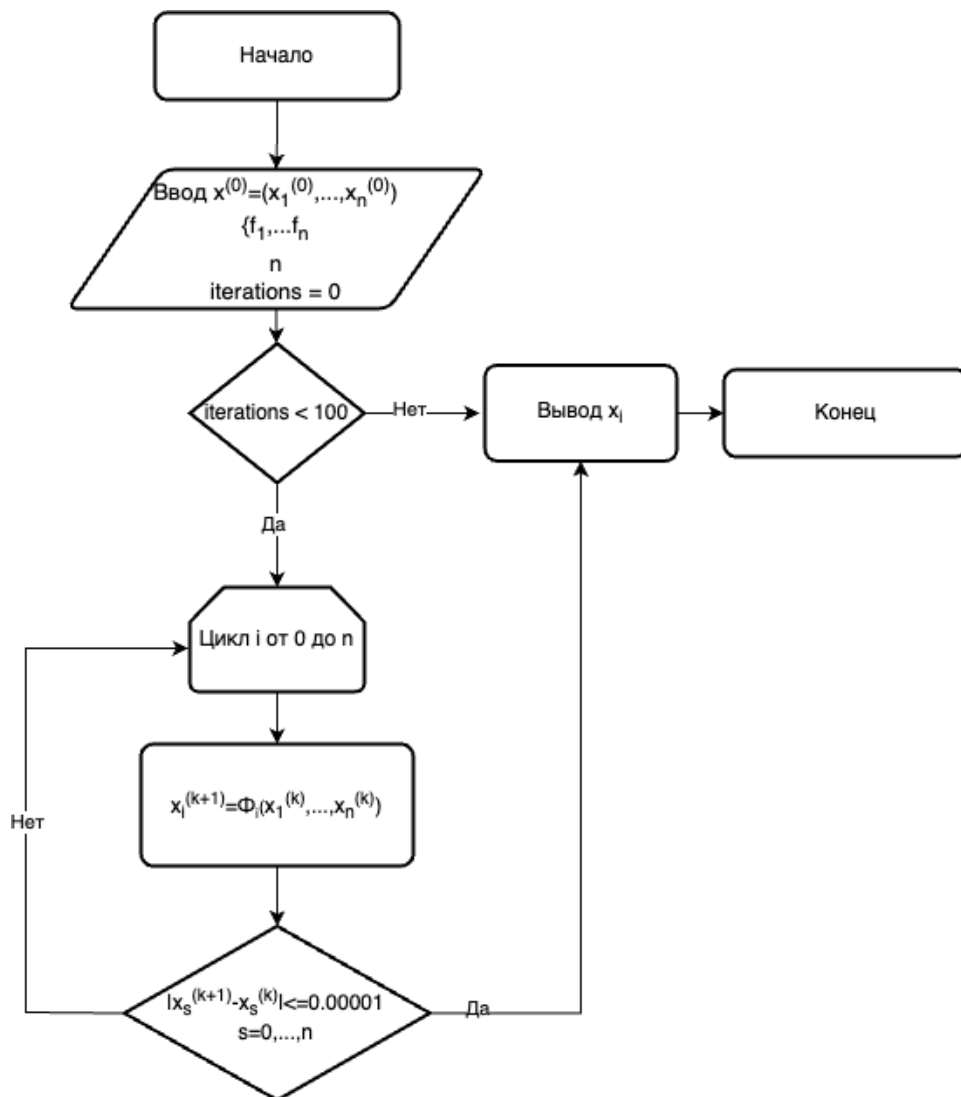 Начало
Ввод x^(0)=(x₁^(0),...,xₙ^(0))
{f₁,...fₙ
n
iterations = 0
iterations < 100
Нет
Вывод xᵢ
Конец
Да
Цикл i от 0 до n
xᵢ^(k+1)=Φᵢ(x₁^(k),...,xₙ^(k))
Нет
|xₛ^(k+1)-xₛ^(k)|<=0.00001
s=0,...,n
Да